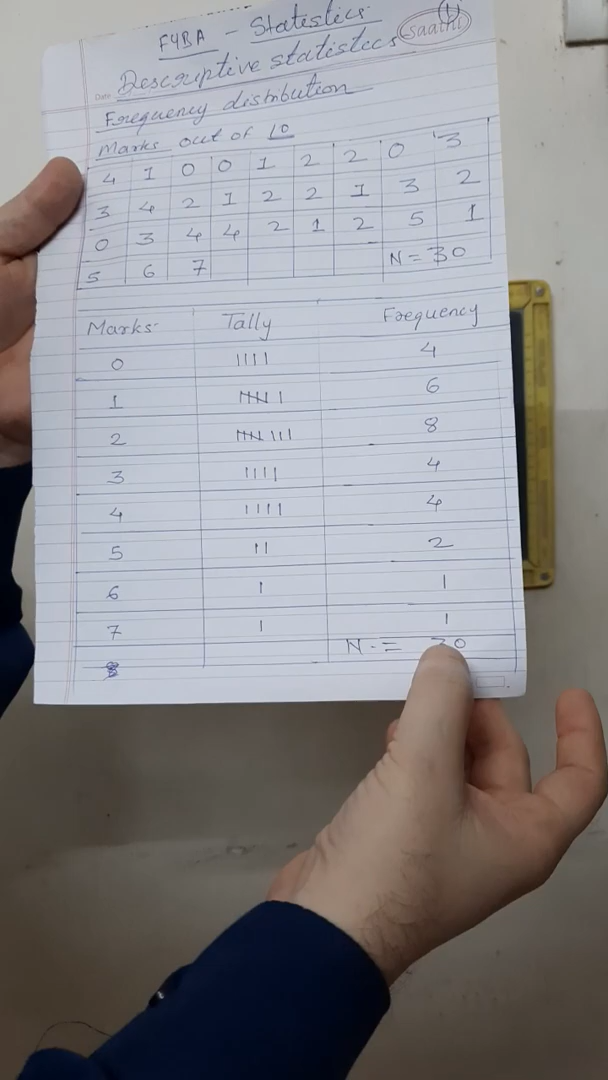 FYBA - Statistics
Saathi
Date
Descriptive statistics
Frequency distribution
Marks out of 10
4 1 0 0 1 2 2 0 3
3 4 2 1 2 2 1 3 2
0 3 4 4 2 1 2 5 1
5 6 7 N = 30
Marks Tally Frequency
0 |||| 4
1 𝍸 | 6
2 𝍸 ||| 8
3 |||| 4
4 |||| 4
5 || 2
6 | 1
7 | 1
N = 30